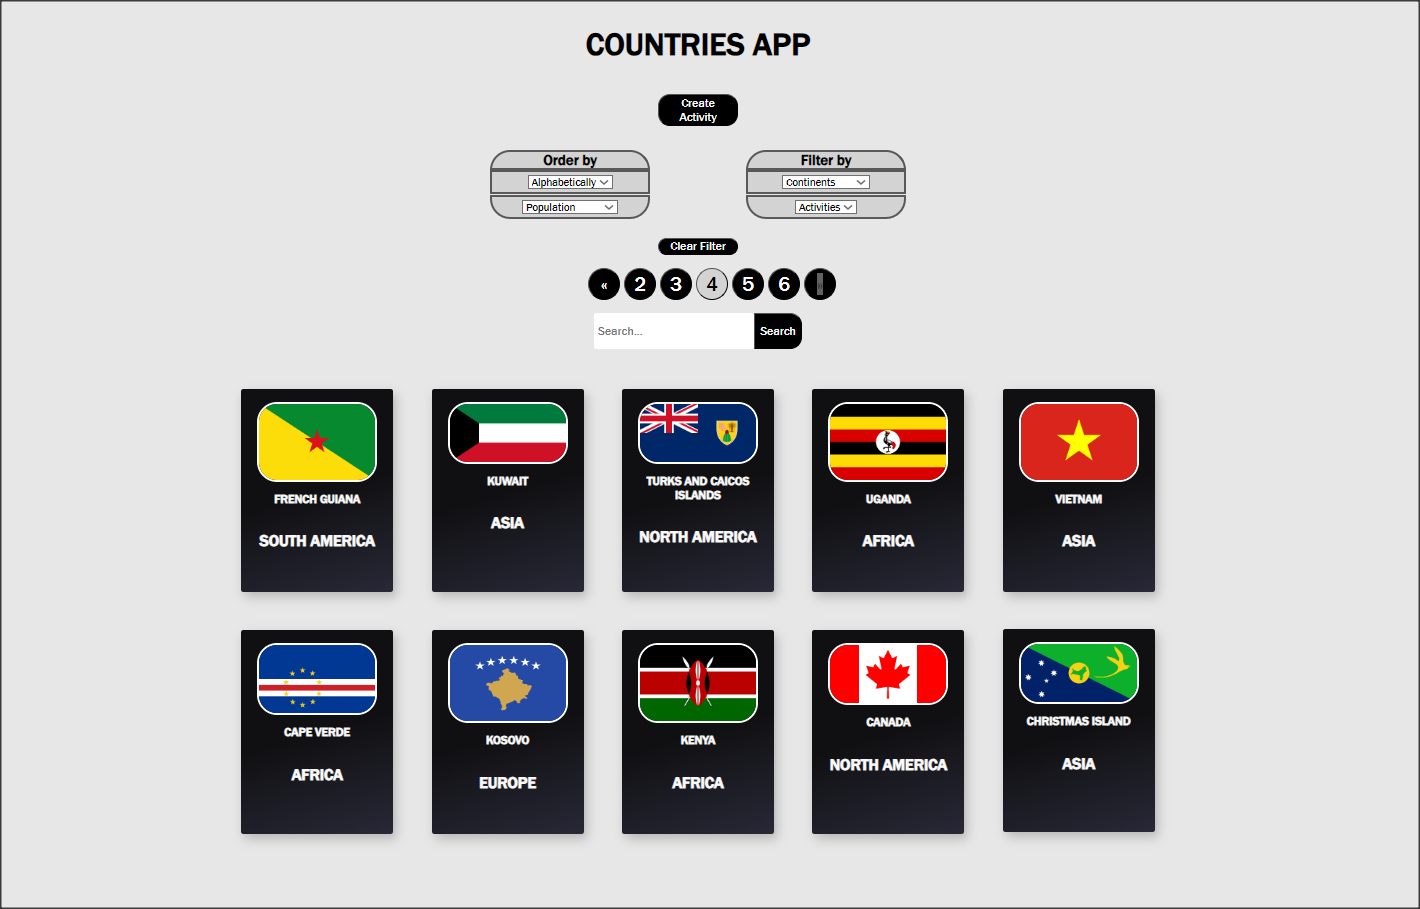 COUNTRIES APP
Create
Activity
Order by
Alphabetically
Population
Filter by
Continents
Activities
Clear Filter
« 2 3 4 5 6
Search... Search
FRENCH GUIANA
SOUTH AMERICA
KUWAIT
ASIA
TURKS AND CAICOS
ISLANDS
NORTH AMERICA
UGANDA
AFRICA
VIETNAM
ASIA
CAPE VERDE
AFRICA
KOSOVO
EUROPE
KENYA
AFRICA
CANADA
NORTH AMERICA
CHRISTMAS ISLAND
ASIA